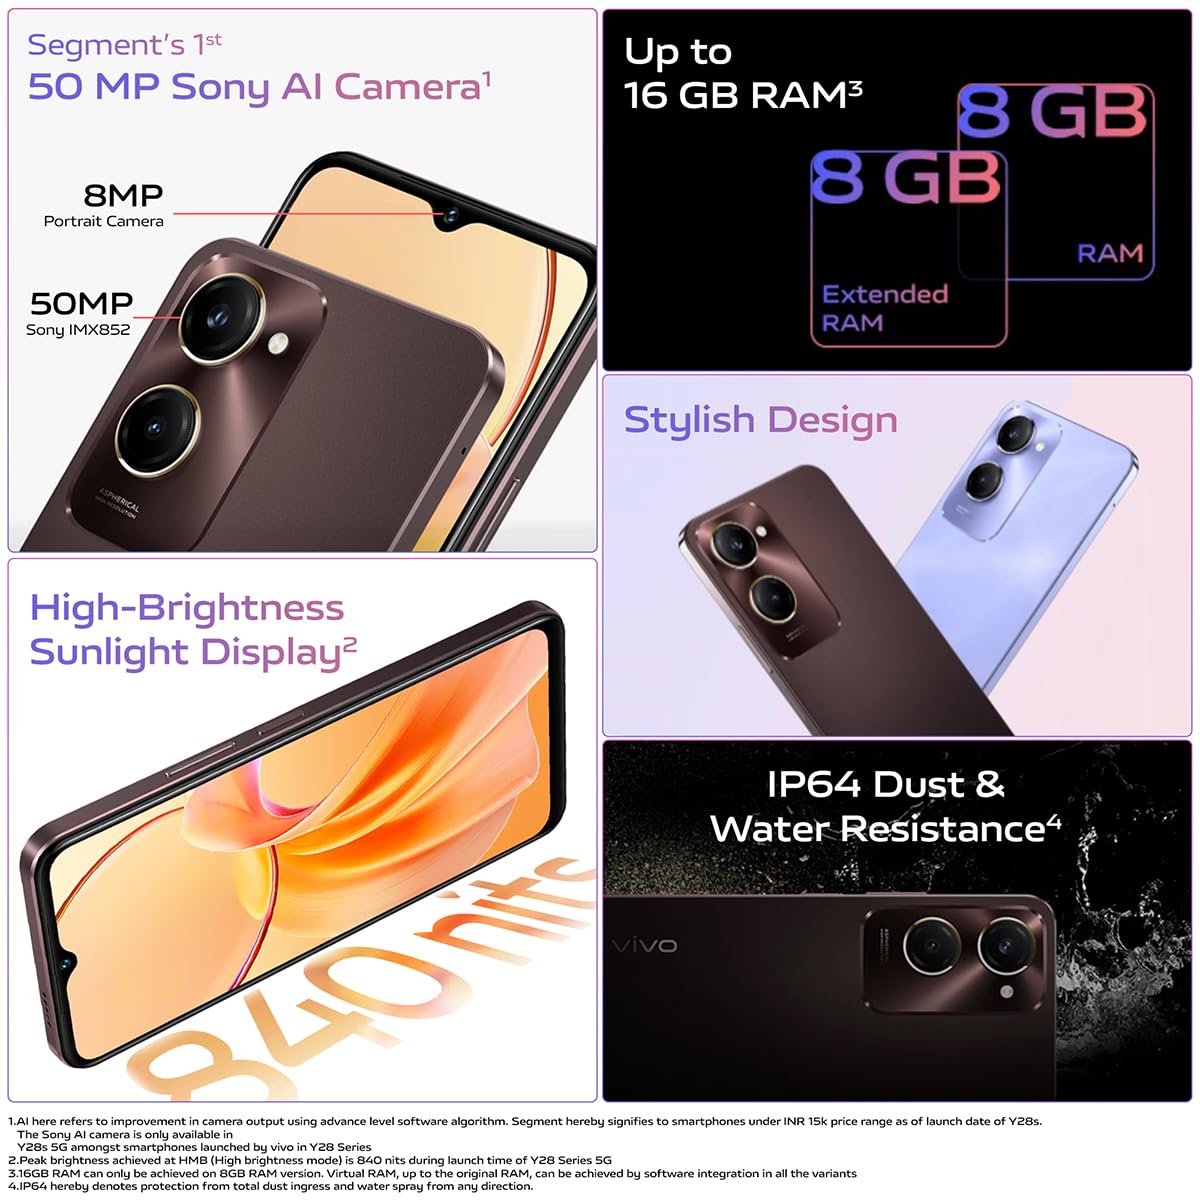 Segment's 1st
50 MP Sony AI Camera1
8MP
Portrait Camera
50MP
Sony IMX852
ASPHERICAL
HIGH RESOLUTION
Up to
16 GB RAM3
8 GB
RAM
8 GB
Extended
RAM
Stylish Design
High-Brightness
Sunlight Display2
840 nits
IP64 Dust &
Water Resistance4
vivo
ASPHERICAL
1.AI here refers to improvement in camera output using advance level software algorithm. Segment hereby signifies to smartphones under INR 15k price range as of launch date of Y28s.
The Sony AI camera is only available in
Y28s 5G amongst smartphones launched by vivo in Y28 Series
2.Peak brightness achieved at HMB (High brightness mode) is 840 nits during launch time of Y28 Series 5G
3.16GB RAM can only be achieved on 8GB RAM version. Virtual RAM, up to the original RAM, can be achieved by software integration in all the variants
4.IP64 hereby denotes protection from total dust ingress and water spray from any direction.